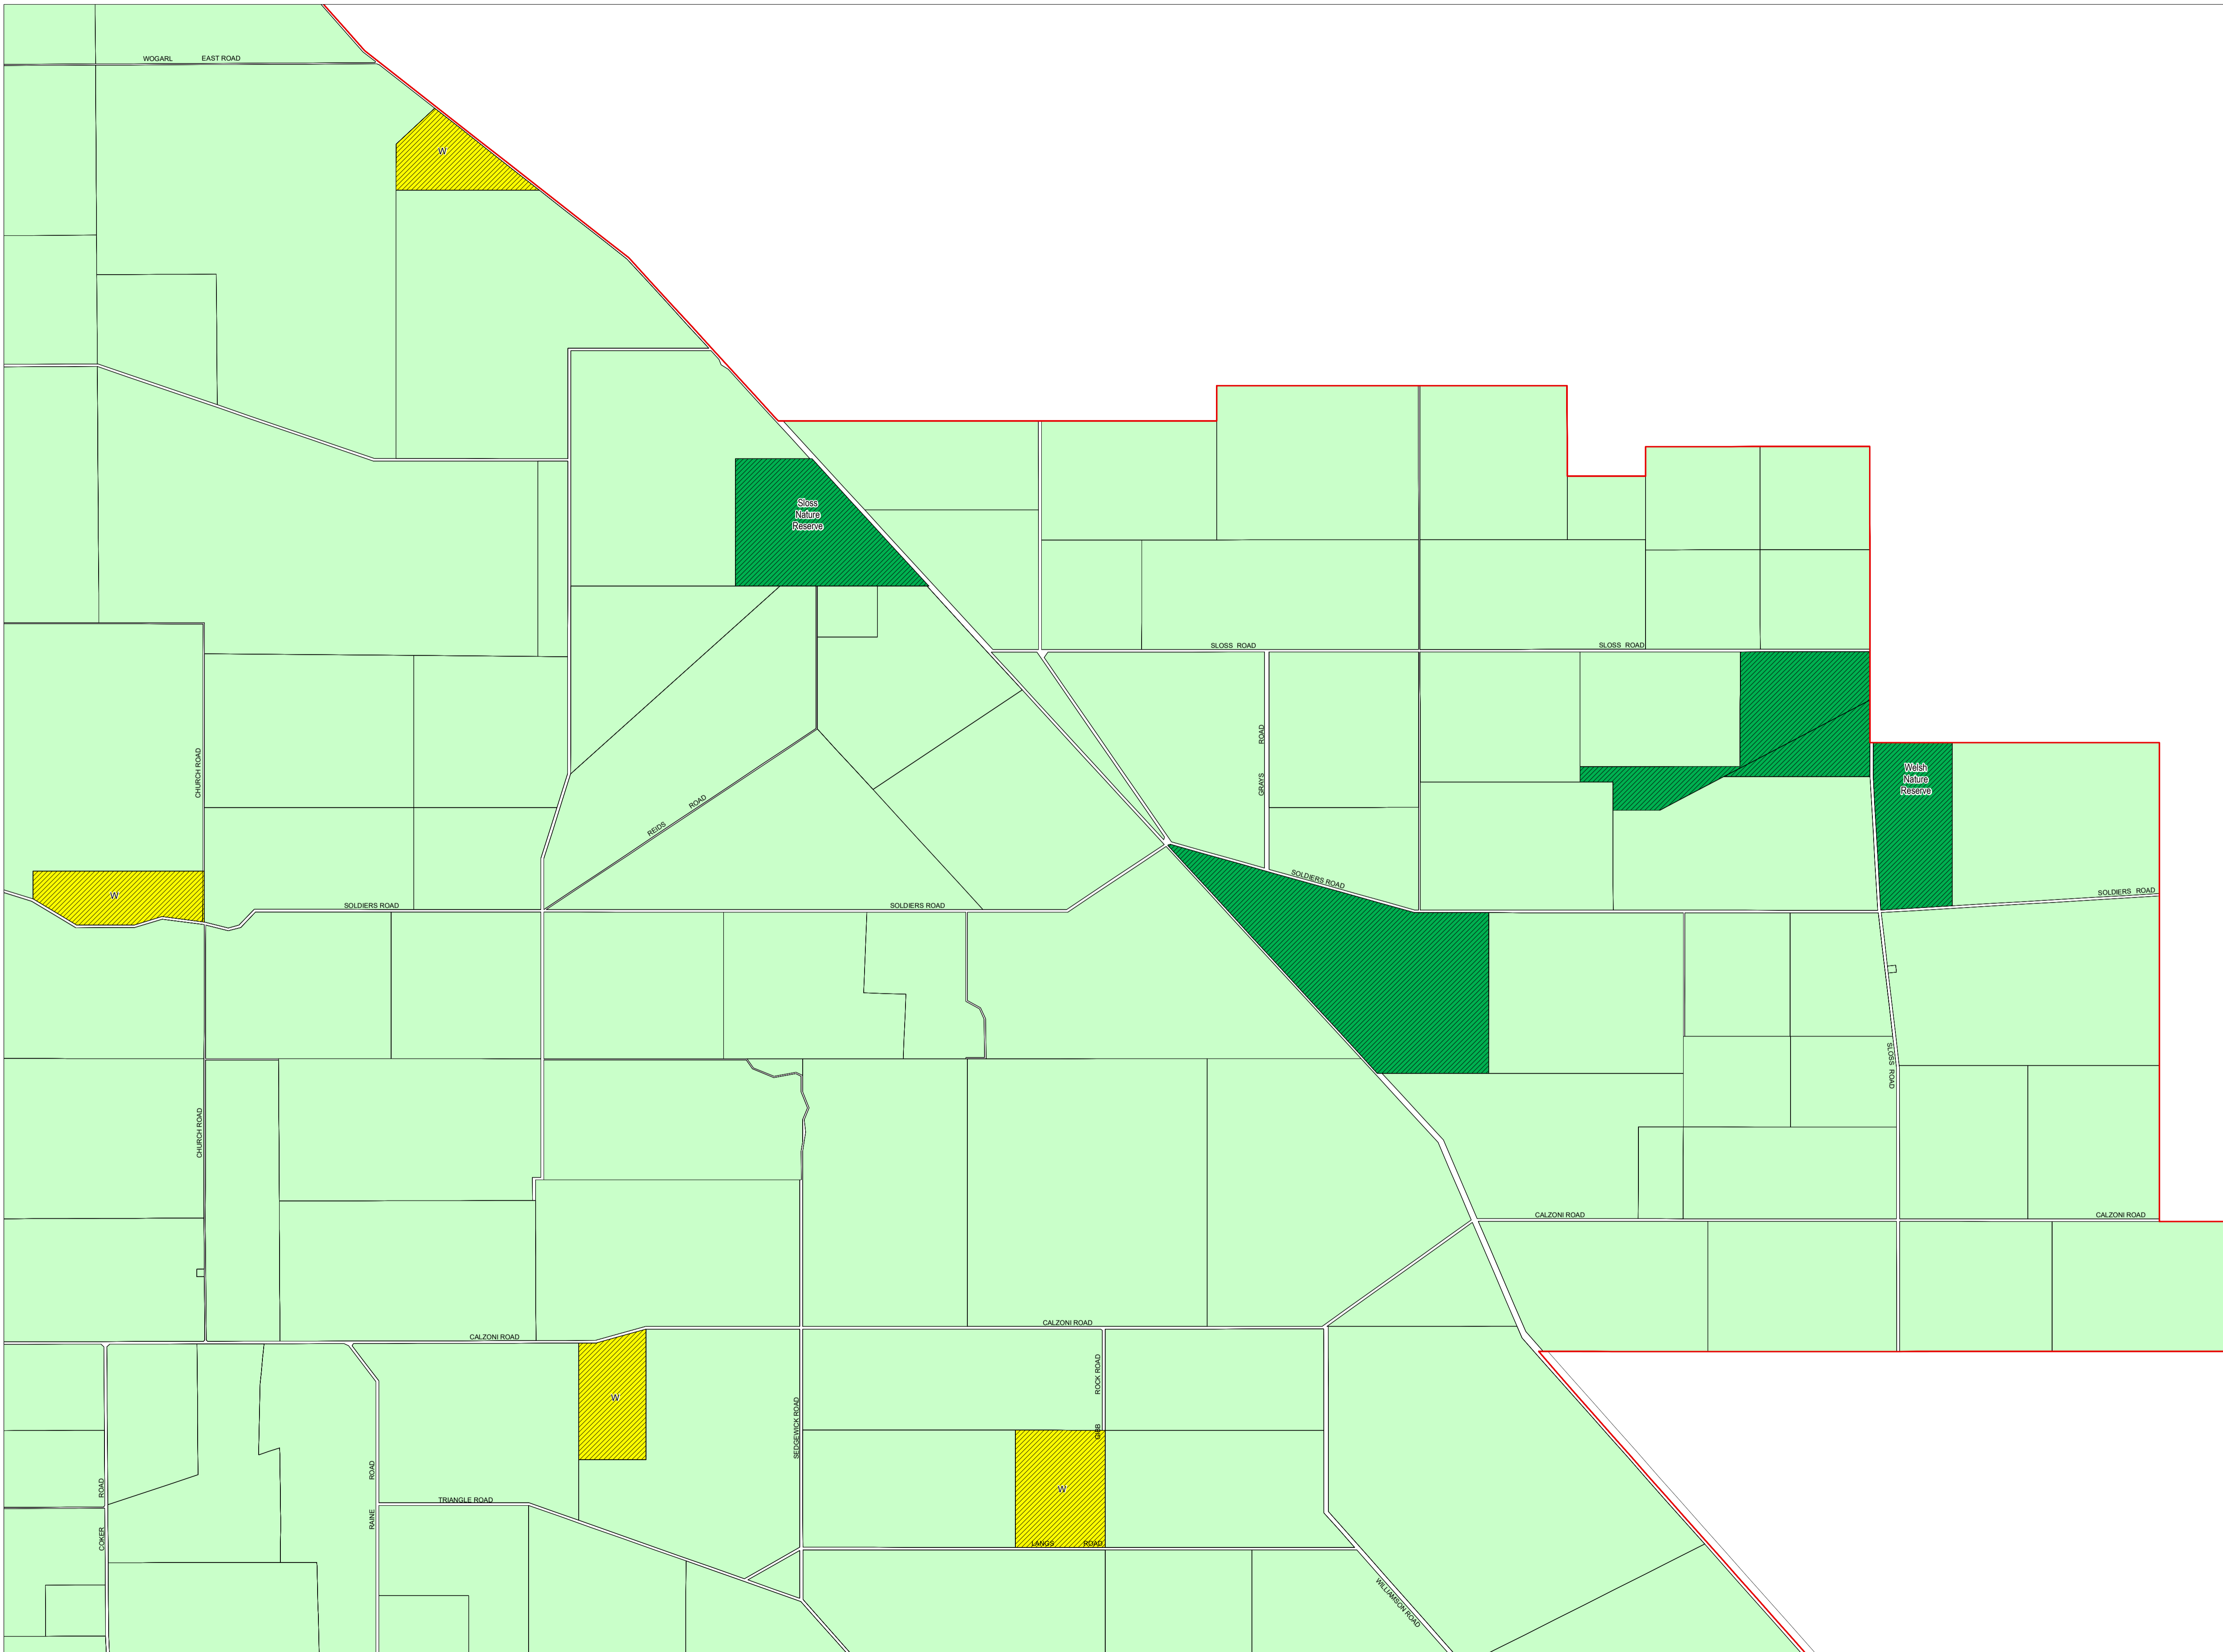 WOGARL EAST ROAD
W
Sloss
Nature
Reserve
SLOSS ROAD
SLOSS ROAD
CHURCH ROAD
GRAYS ROAD
Welsh
Nature
Reserve
REIDS ROAD
W
SOLDIERS ROAD
SOLDIERS ROAD
SOLDIERS ROAD
SOLDIERS ROAD
SLOSS ROAD
CHURCH ROAD
CALZONI ROAD
CALZONI ROAD
CALZONI ROAD
CALZONI ROAD
W
SEDGEWICK ROAD
GIBB ROCK ROAD
COKER ROAD
RAINE ROAD
TRIANGLE ROAD
W
LANGS ROAD
WILLIAMSON ROAD